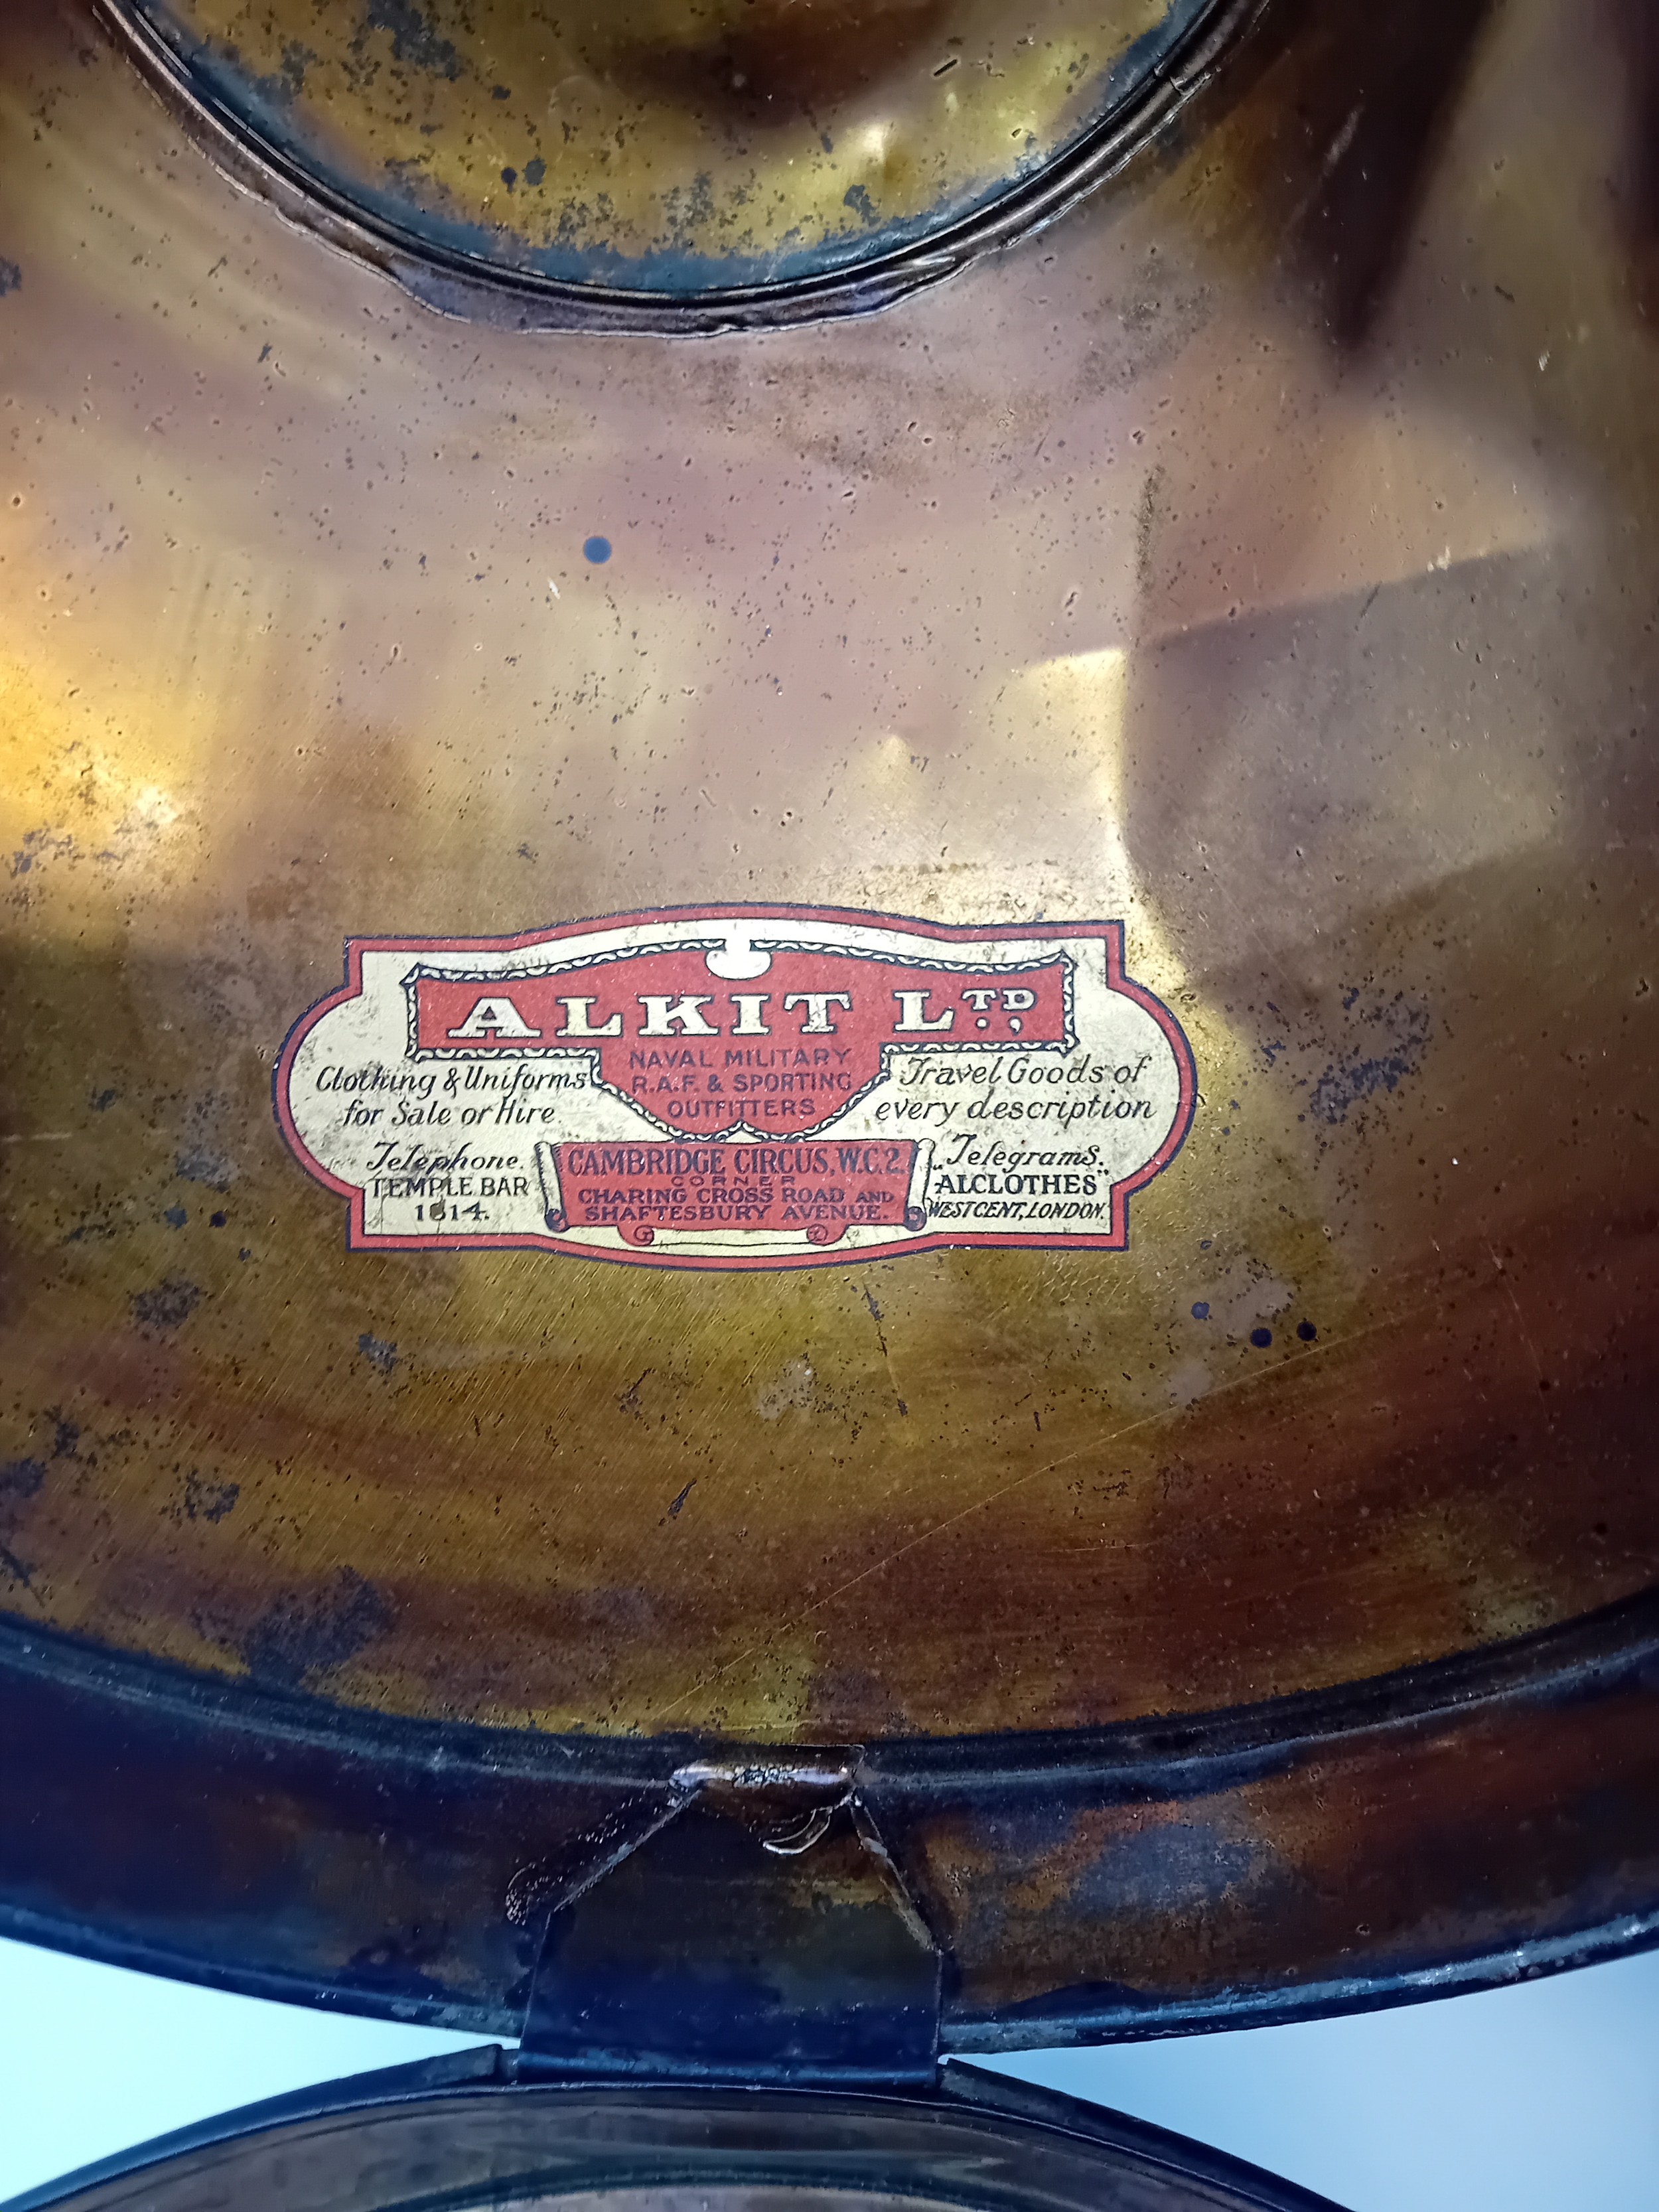 ALKIT LTD
NAVAL MILITARY
R.A.F. & SPORTING
OUTFITTERS
Clothing & Uniforms
for Sale or Hire
Travel Goods of
every description
Telephone.
TEMPLE BAR
1814.
CAMBRIDGE CIRCUS, W.C.2.
CORNER
CHARING CROSS ROAD AND
SHAFTESBURY AVENUE.
Telegrams.
"ALCLOTHES"
WESTCENT, LONDON.